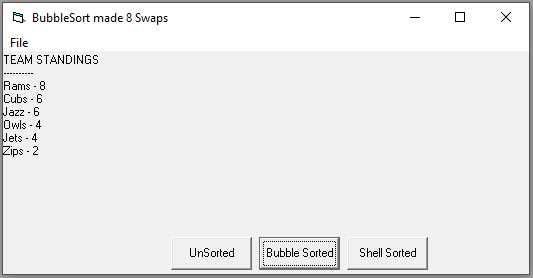 BubbleSort made 8 Swaps
File
TEAM STANDINGS
----------
Rams - 8
Cubs - 6
Jazz - 6
Owls - 4
Jets - 4
Zips - 2
UnSorted
Bubble Sorted
Shell Sorted